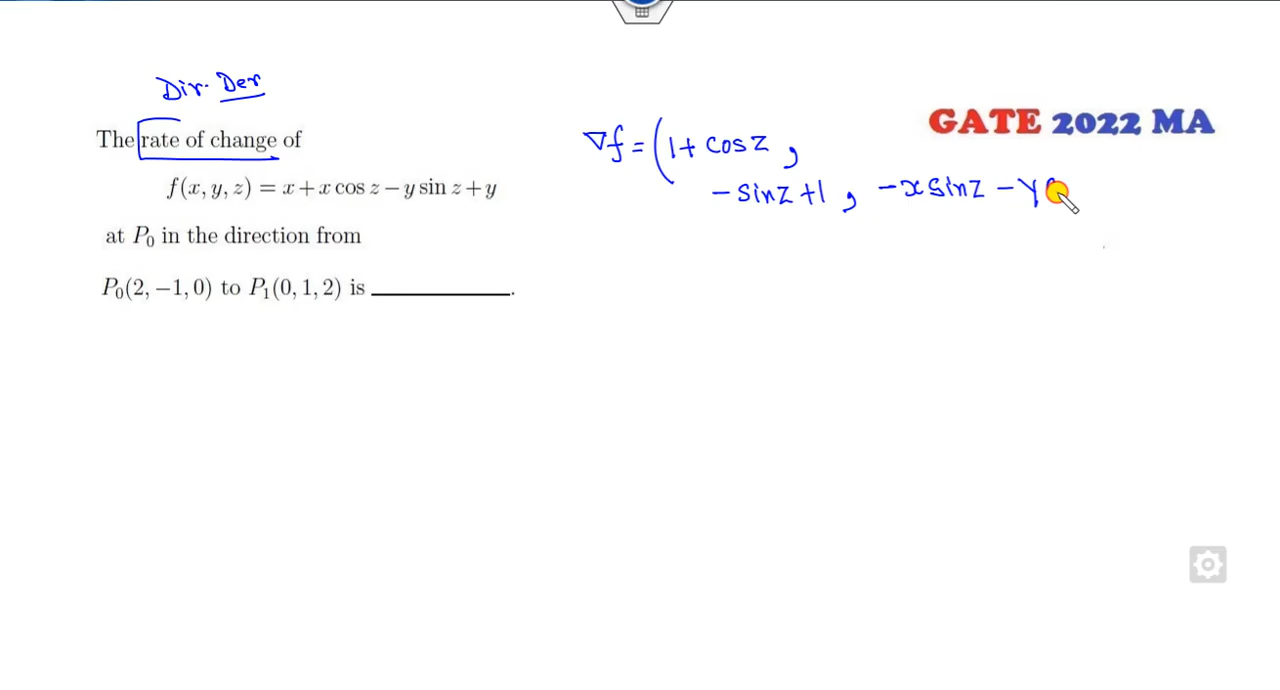 Dir. Der
The rate of change of
f(x, y, z) = x + x cos z − y sin z + y
at P₀ in the direction from
P₀(2, −1, 0) to P₁(0, 1, 2) is ________.
GATE 2022 MA
∇f = (1 + cos z ,
− sin z + 1 , − x sin z − y